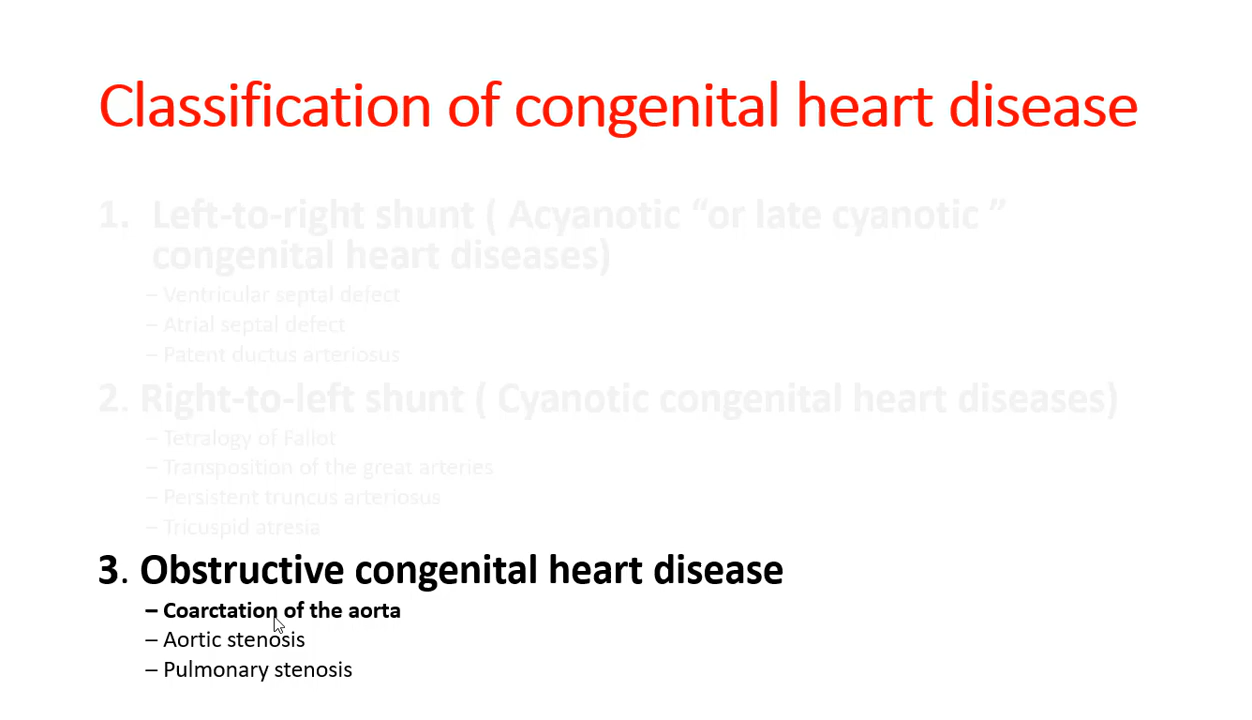 Classification of congenital heart disease
1. Left-to-right shunt ( Acyanotic “or late cyanotic ”
congenital heart diseases)
– Ventricular septal defect
– Atrial septal defect
– Patent ductus arteriosus
2. Right-to-left shunt ( Cyanotic congenital heart diseases)
– Tetralogy of Fallot
– Transposition of the great arteries
– Persistent truncus arteriosus
– Tricuspid atresia
3. Obstructive congenital heart disease
– Coarctation of the aorta
– Aortic stenosis
– Pulmonary stenosis